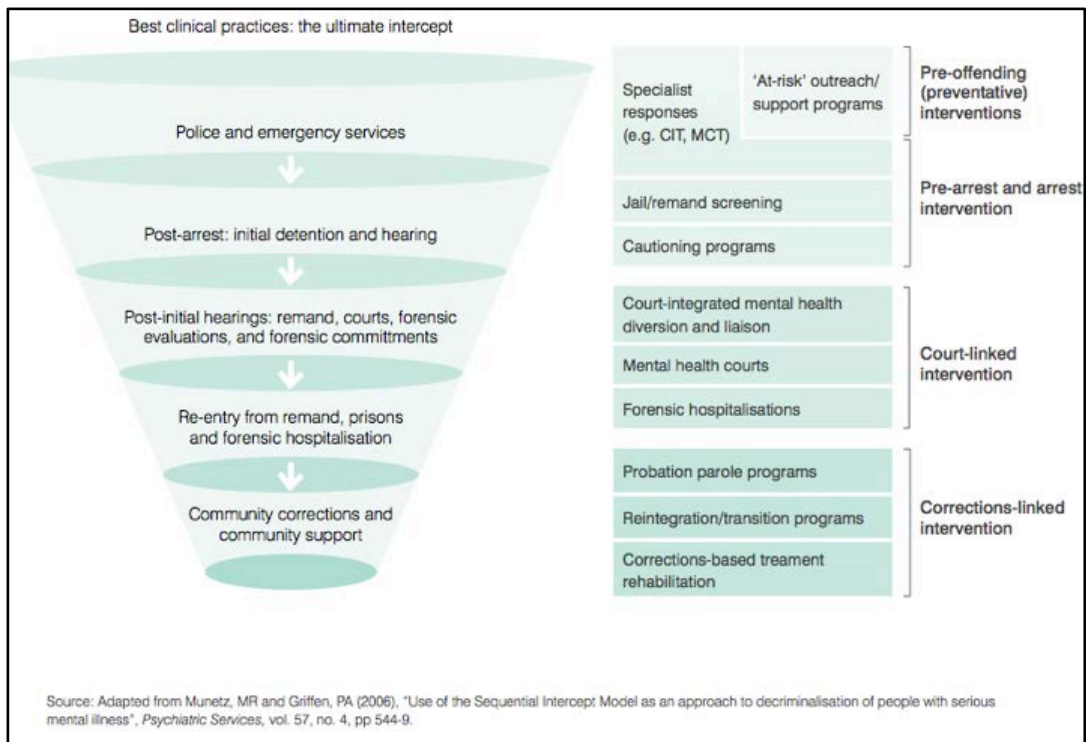 Best clinical practices: the ultimate intercept
Police and emergency services
Post-arrest: initial detention and hearing
Post-initial hearings: remand, courts, forensic
evaluations, and forensic committments
Re-entry from remand, prisons
and forensic hospitalisation
Community corrections and
community support
Specialist
responses
(e.g. CIT, MCT)
'At-risk' outreach/
support programs
Jail/remand screening
Cautioning programs
Court-integrated mental health
diversion and liaison
Mental health courts
Forensic hospitalisations
Probation parole programs
Reintegration/transition programs
Corrections-based treament
rehabilitation
Pre-offending
(preventative)
interventions
Pre-arrest and arrest
intervention
Court-linked
intervention
Corrections-linked
intervention
Source: Adapted from Munetz, MR and Griffen, PA (2006), "Use of the Sequential Intercept Model as an approach to decriminalisation of people with serious
mental illness", Psychiatric Services, vol. 57, no. 4, pp 544-9.